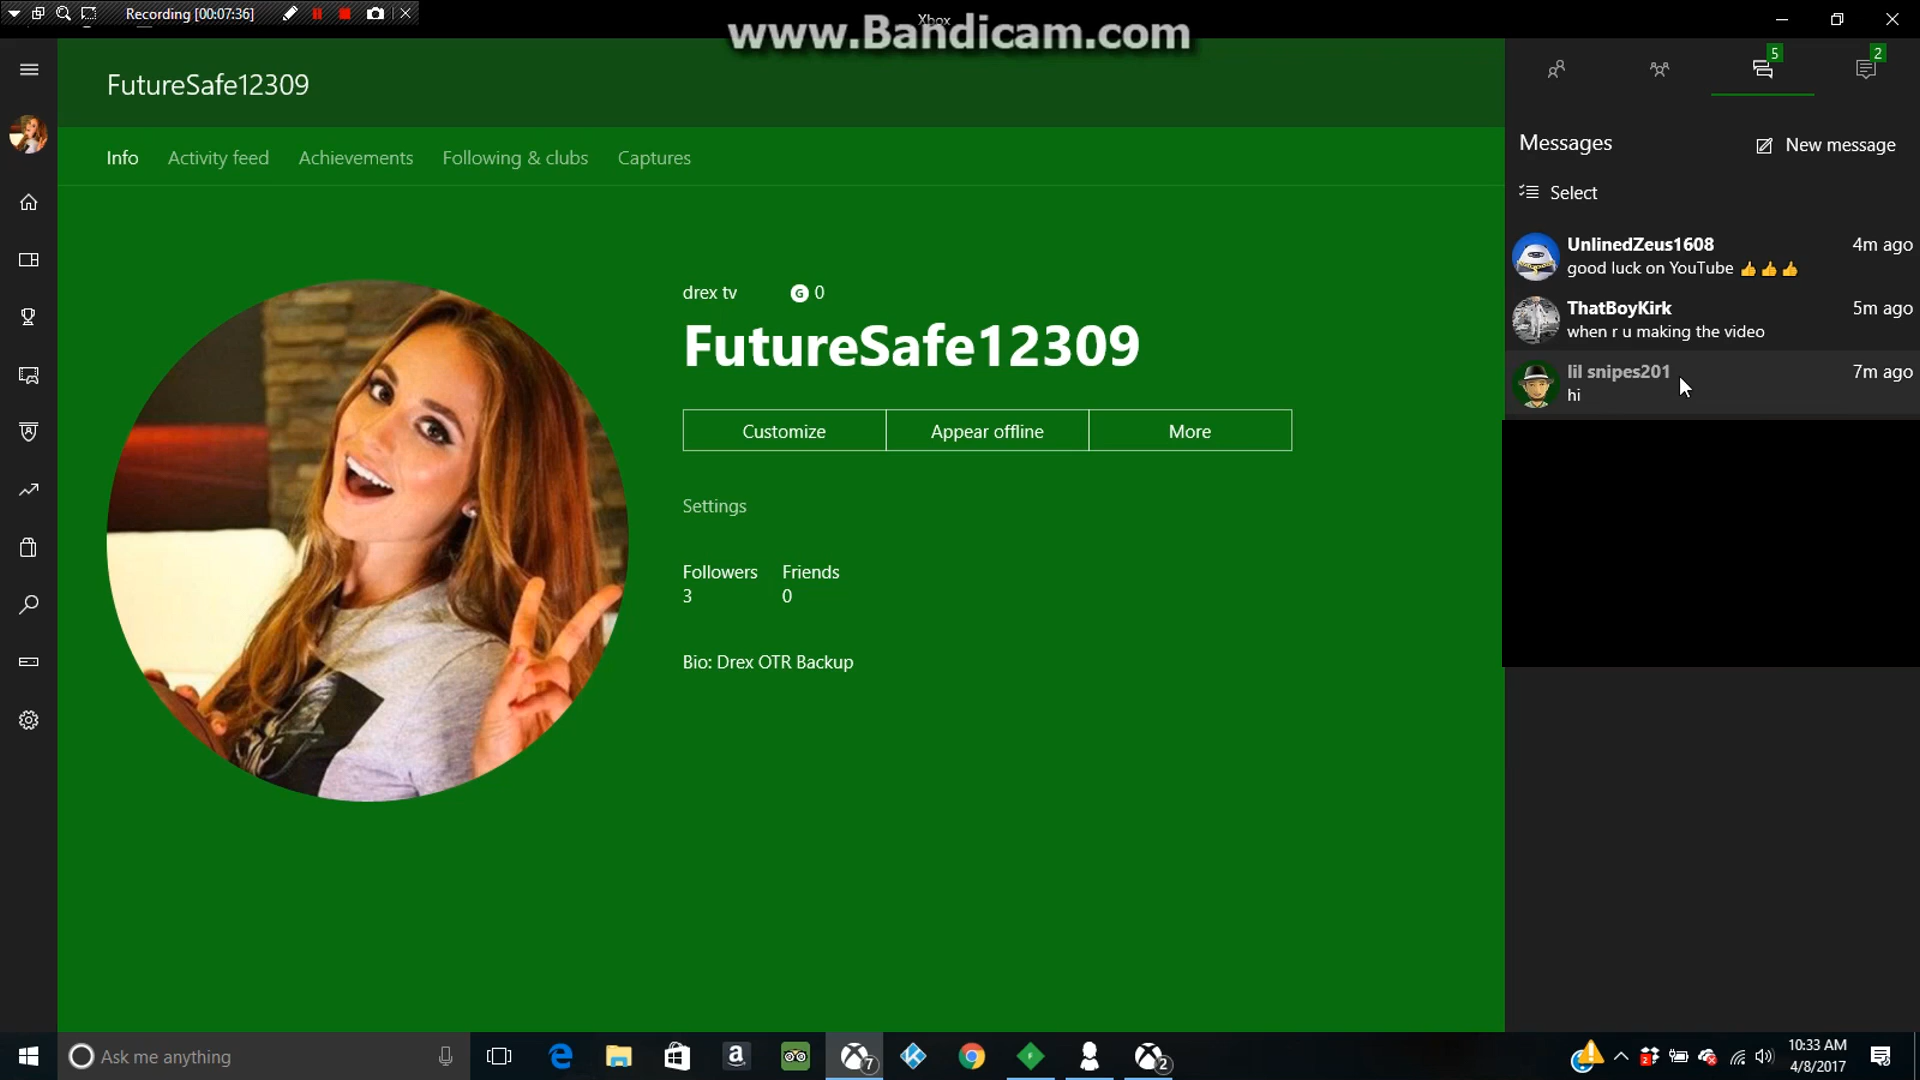 Recording [00:07:36]
Xbox
www.Bandicam.com
FutureSafe12309
Info
Activity feed
Achievements
Following & clubs
Captures
drex tv
G 0
FutureSafe12309
Customize
Appear offline
More
Settings
Followers
Friends
3
0
Bio: Drex OTR Backup
5
2
Messages
New message
Select
UnlinedZeus1608
4m ago
good luck on YouTube 👍👍👍
ThatBoyKirk
5m ago
when r u making the video
lil snipes201
7m ago
hi
Ask me anything
7
2
2
10:33 AM
4/8/2017